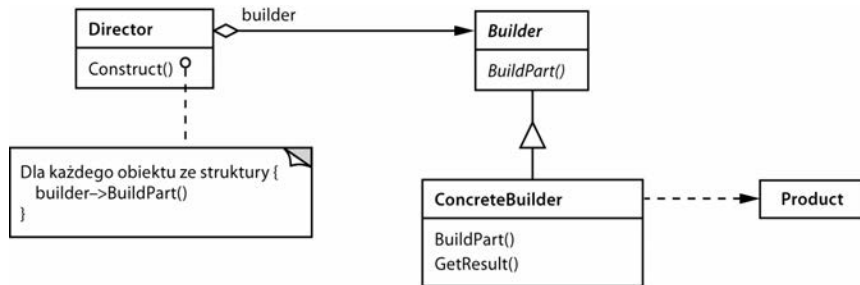 builder
Director
Construct()
Builder
BuildPart()
Dla każdego obiektu ze struktury {
builder–>BuildPart()
}
ConcreteBuilder
BuildPart()
GetResult()
Product